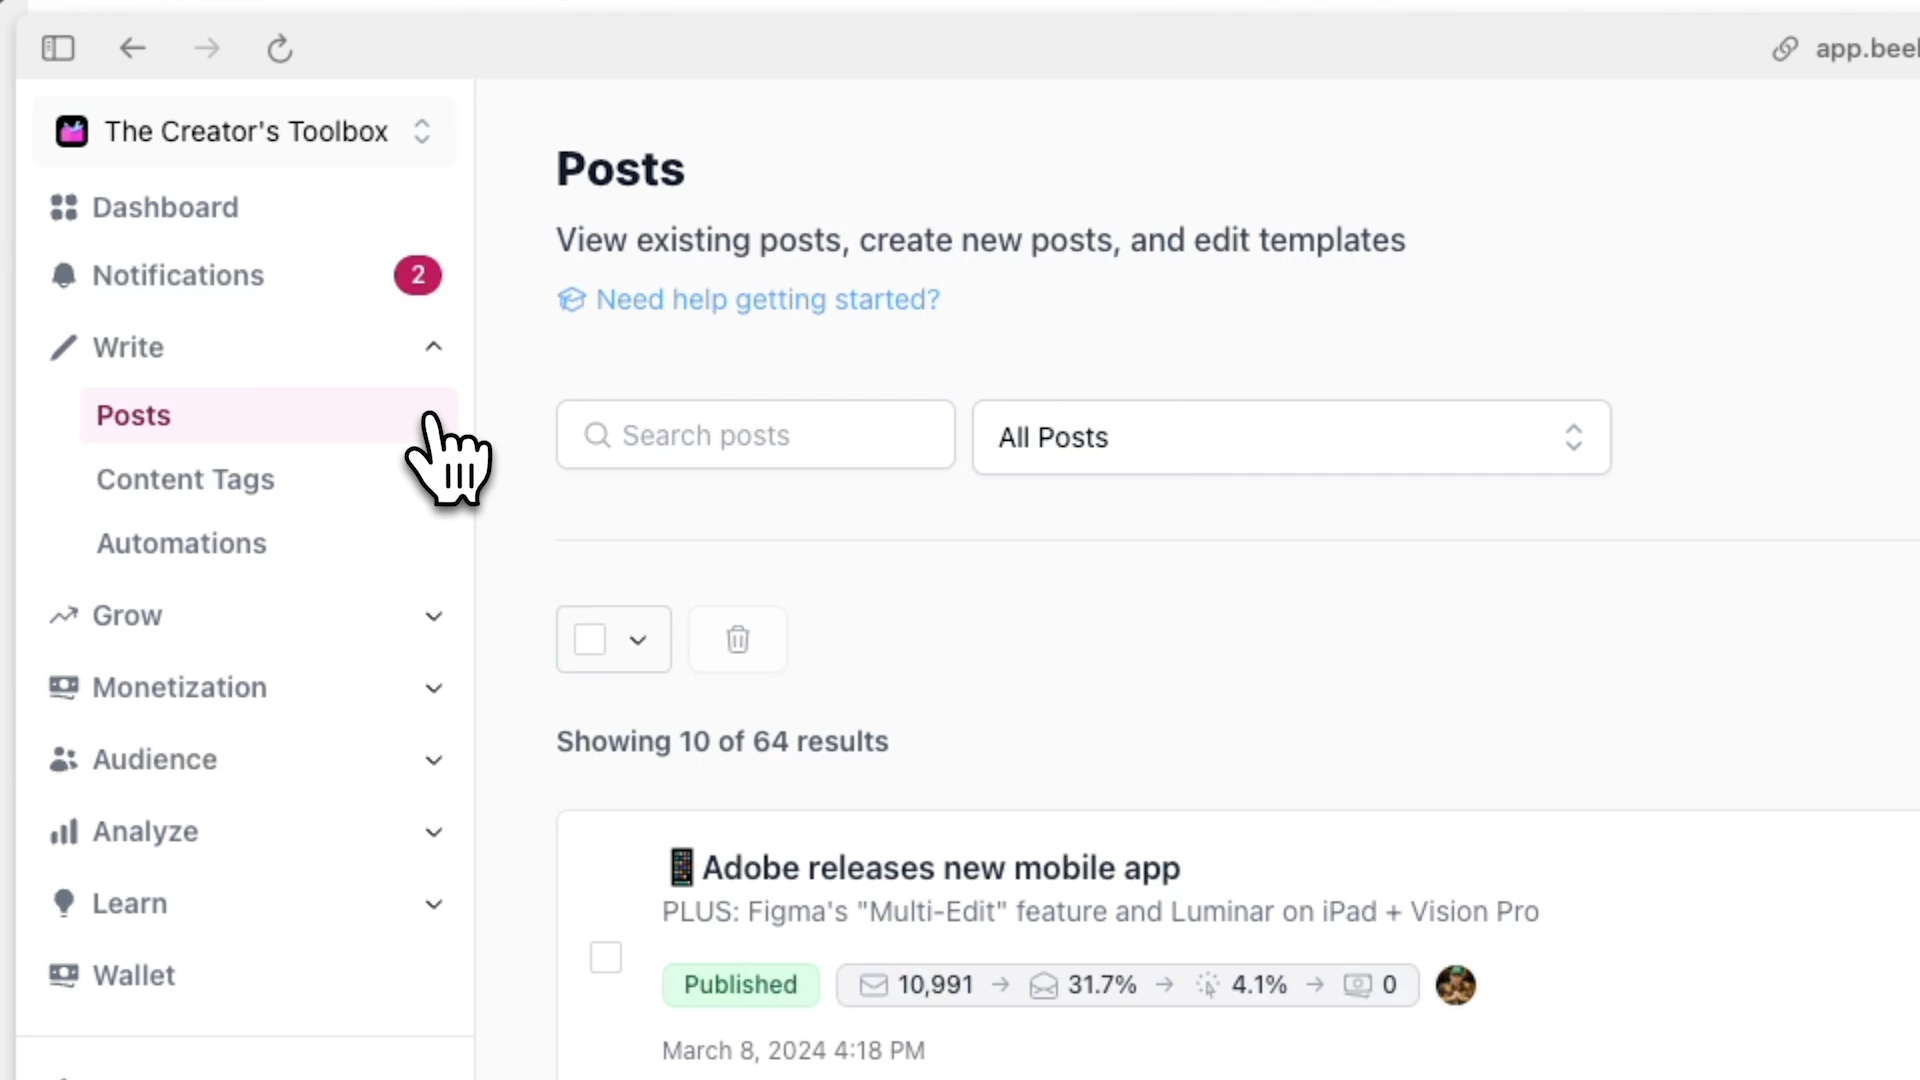 app.beeh
The Creator's Toolbox
Dashboard
Notifications
2
Write
Posts
Content Tags
Automations
Grow
Monetization
Audience
Analyze
Learn
Wallet
Posts
View existing posts, create new posts, and edit templates
Need help getting started?
Search posts
All Posts
Showing 10 of 64 results
Adobe releases new mobile app
PLUS: Figma's "Multi-Edit" feature and Luminar on iPad + Vision Pro
Published 10,991 → 31.7% → 4.1% → 0
March 8, 2024 4:18 PM